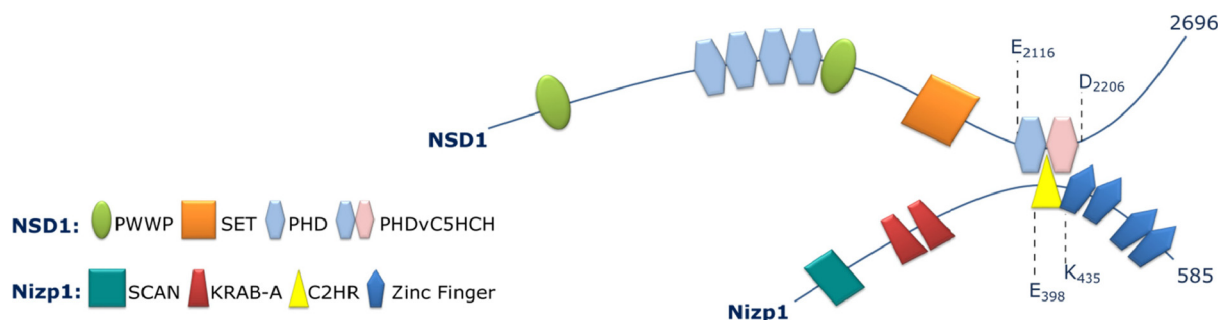 2696
E2116
D2206
NSD1
NSD1: PWWP SET PHD PHDvC5HCH
Nizp1: SCAN KRAB-A C2HR Zinc Finger
Nizp1
E398
K435
585